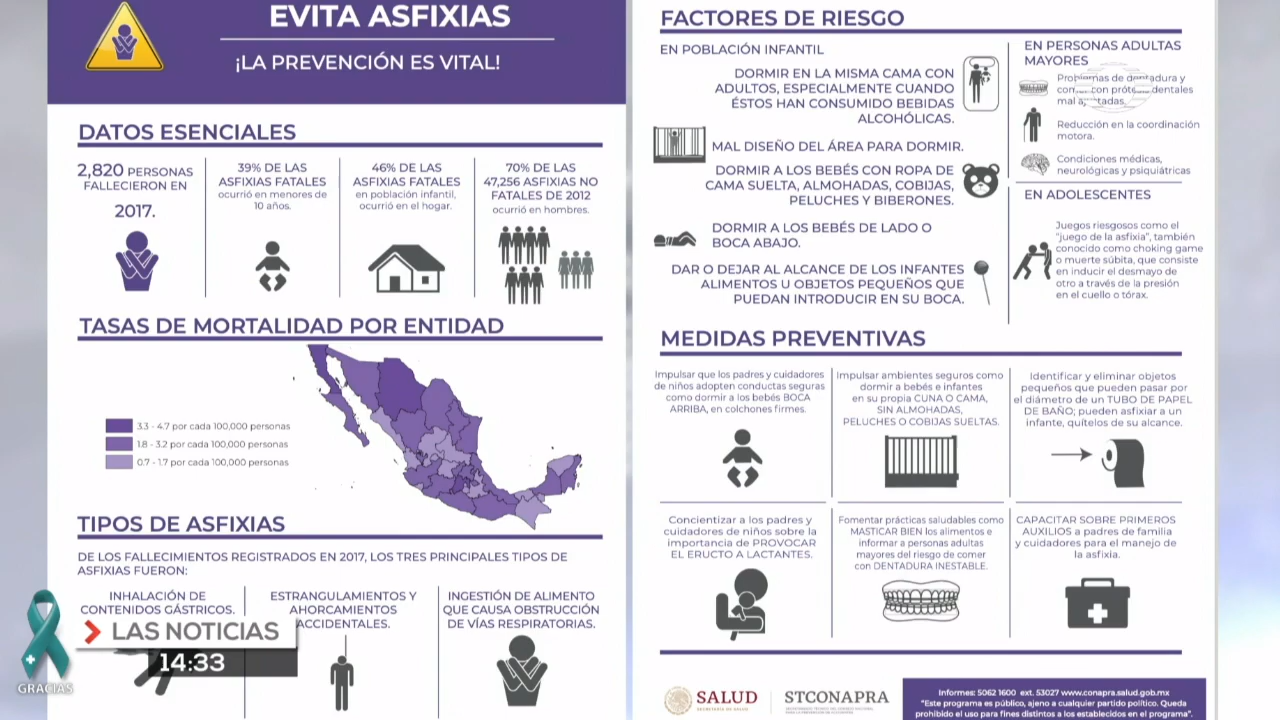 EVITA ASFIXIAS
¡LA PREVENCIÓN ES VITAL!
DATOS ESENCIALES
2,820 PERSONAS
FALLECIERON EN
2017.
39% DE LAS
ASFIXIAS FATALES
ocurrió en menores de
10 años.
46% DE LAS
ASFIXIAS FATALES
en población infantil,
ocurrió en el hogar.
70% DE LAS
47,256 ASFIXIAS NO
FATALES DE 2012
ocurrió en hombres.
TASAS DE MORTALIDAD POR ENTIDAD
3.3 - 4.7 por cada 100,000 personas
1.8 - 3.2 por cada 100,000 personas
0.7 - 1.7 por cada 100,000 personas
TIPOS DE ASFIXIAS
DE LOS FALLECIMIENTOS REGISTRADOS EN 2017, LOS TRES PRINCIPALES TIPOS DE
ASFIXIAS FUERON:
INHALACIÓN DE
CONTENIDOS GÁSTRICOS.
ESTRANGULAMIENTOS Y
AHORCAMIENTOS
ACCIDENTALES.
INGESTIÓN DE ALIMENTO
QUE CAUSA OBSTRUCCIÓN
DE VÍAS RESPIRATORIAS.
FACTORES DE RIESGO
EN POBLACIÓN INFANTIL
DORMIR EN LA MISMA CAMA CON
ADULTOS, ESPECIALMENTE CUANDO
ÉSTOS HAN CONSUMIDO BEBIDAS
ALCOHÓLICAS.
MAL DISEÑO DEL ÁREA PARA DORMIR.
DORMIR A LOS BEBÉS CON ROPA DE
CAMA SUELTA, ALMOHADAS, COBIJAS,
PELUCHES Y BIBERONES.
DORMIR A LOS BEBÉS DE LADO O
BOCA ABAJO.
DAR O DEJAR AL ALCANCE DE LOS INFANTES
ALIMENTOS U OBJETOS PEQUEÑOS QUE
PUEDAN INTRODUCIR EN SU BOCA.
EN PERSONAS ADULTAS
MAYORES
Problemas de dentadura y
comer con prótesis dentales
mal ajustadas.
Reducción en la coordinación
motora.
Condiciones médicas,
neurológicas y psiquiátricas
EN ADOLESCENTES
Juegos riesgosos como el
"juego de la asfixia", también
conocido como choking game
o muerte súbita, que consiste
en inducir el desmayo de
otro a través de la presión
en el cuello o tórax.
MEDIDAS PREVENTIVAS
Impulsar que los padres y cuidadores
de niños adopten conductas seguras
como dormir a los bebés BOCA
ARRIBA, en colchones firmes.
Impulsar ambientes seguros como
dormir a bebés e infantes
en su propia CUNA O CAMA,
SIN ALMOHADAS,
PELUCHES O COBIJAS SUELTAS.
Identificar y eliminar objetos
pequeños que pueden pasar por
el diámetro de un TUBO DE PAPEL
DE BAÑO; pueden asfixiar a un
infante, quítelos de su alcance.
Concientizar a los padres y
cuidadores de niños sobre la
importancia de PROVOCAR
EL ERUCTO A LACTANTES.
Fomentar prácticas saludables como
MASTICAR BIEN los alimentos e
informar a personas adultas
mayores del riesgo de comer
con DENTADURA INESTABLE.
CAPACITAR SOBRE PRIMEROS
AUXILIOS a padres de familia
y cuidadores para el manejo de
la asfixia.
SALUD
SECRETARÍA DE SALUD
STCONAPRA
Informes: 5062 1600 ext. 53027 www.conapra.salud.gob.mx
"Este programa es público, ajeno a cualquier partido político. Queda
prohibido el uso para fines distintos a los establecidos en el programa".
LAS NOTICIAS
14:33
GRACIAS